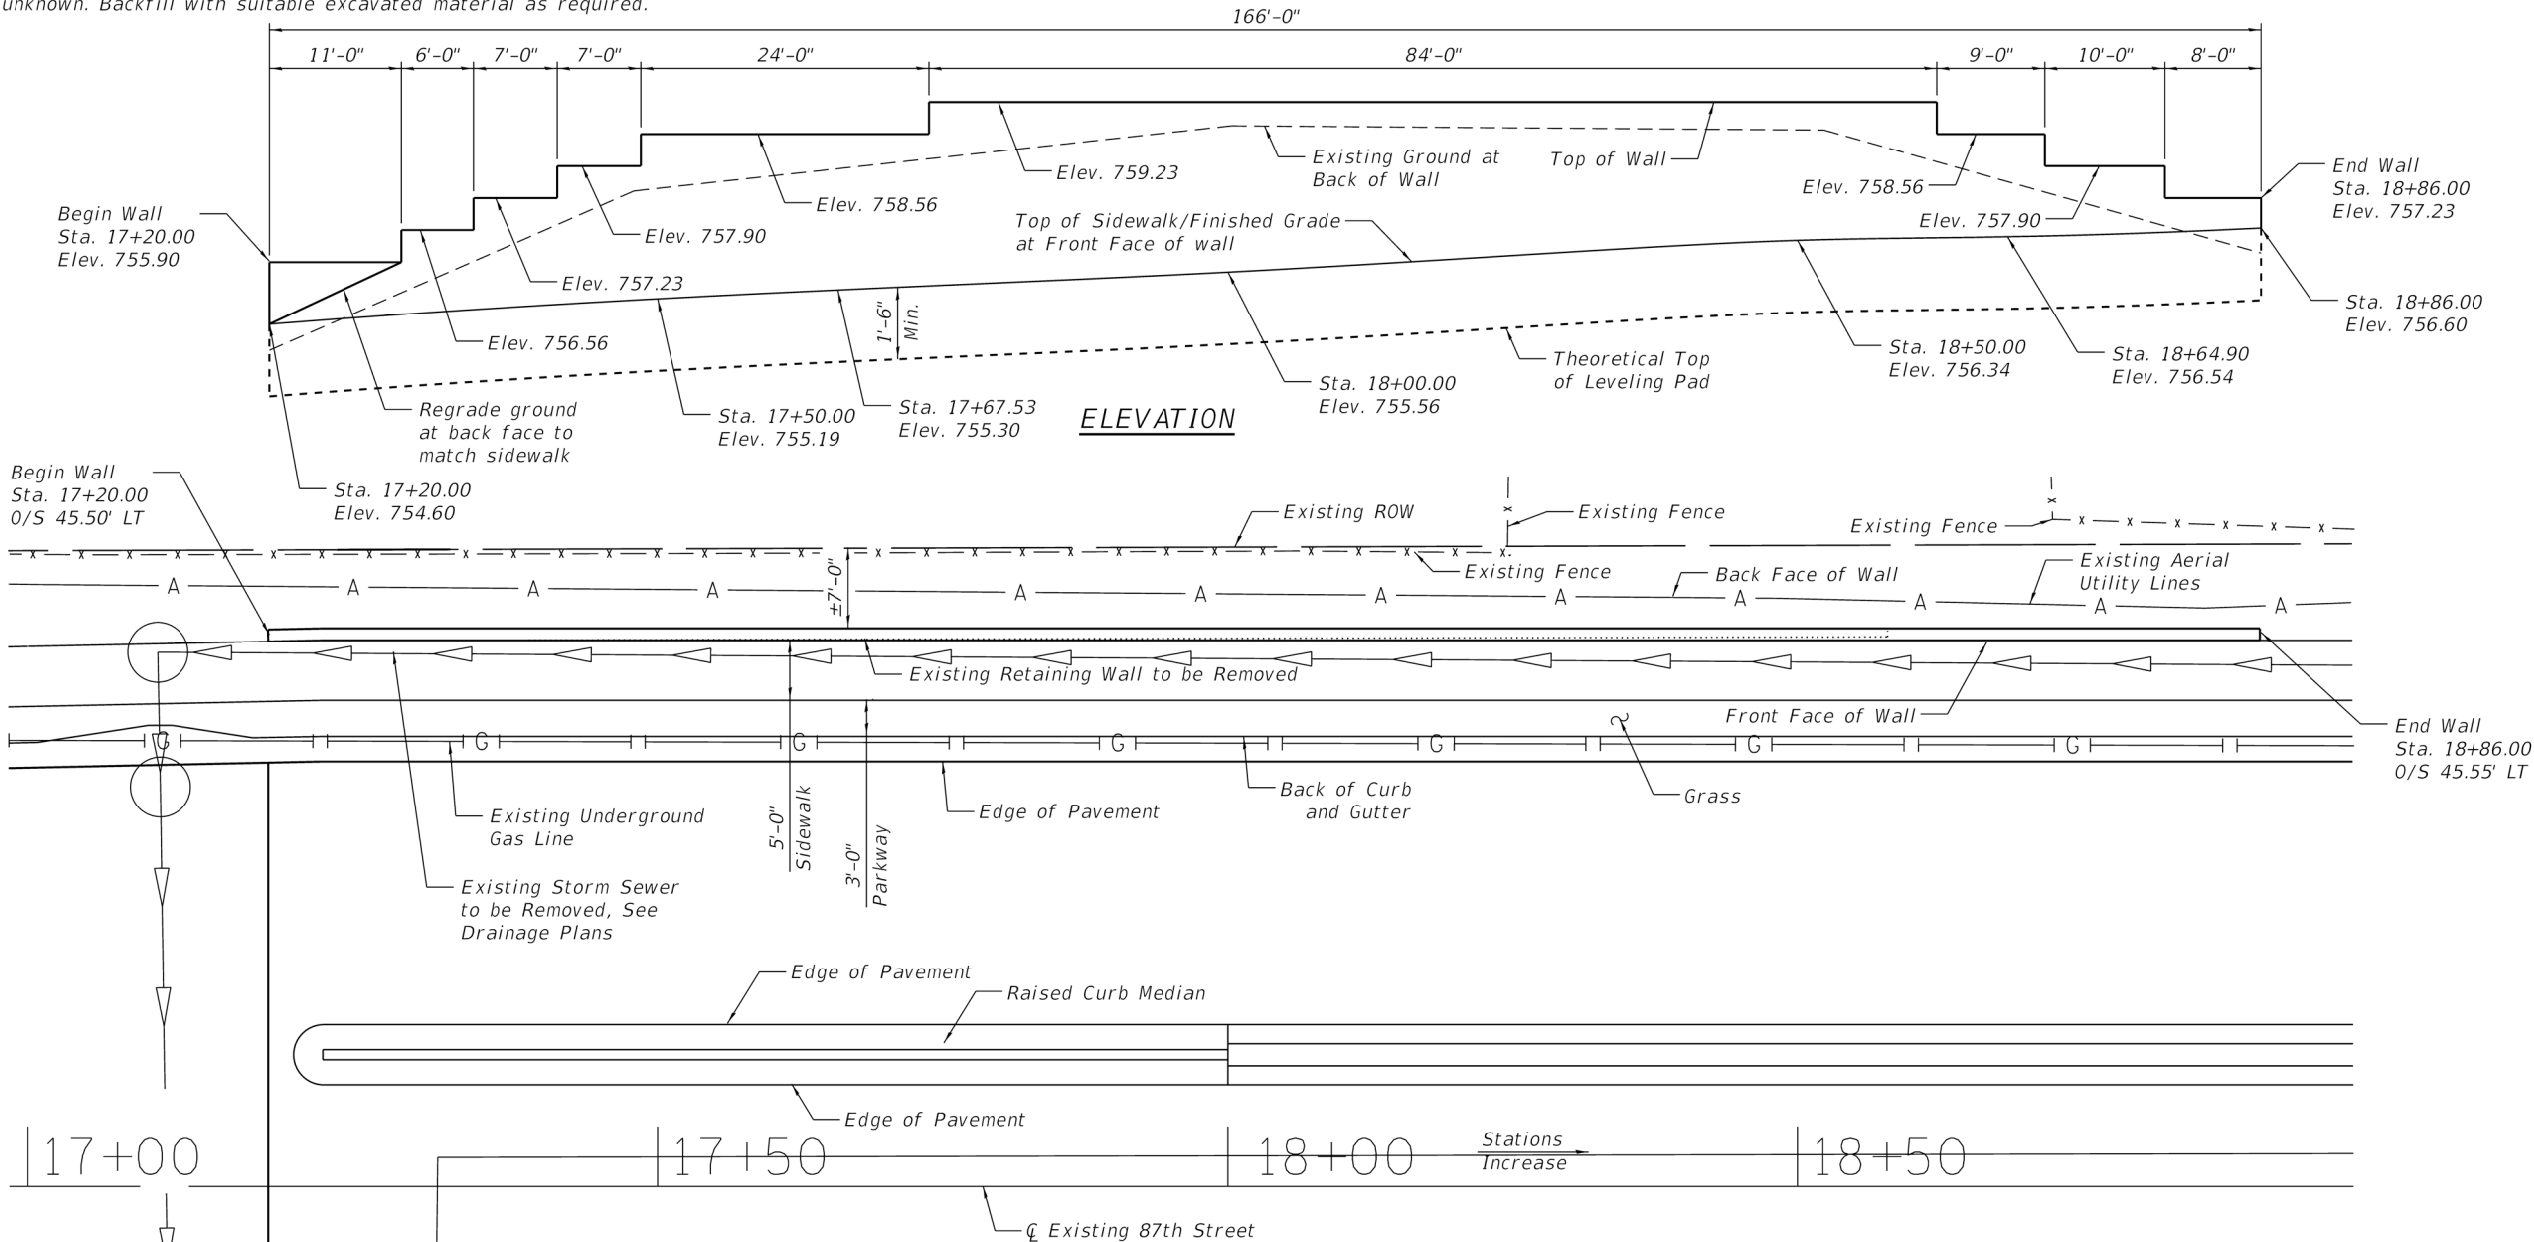 unknown. Backfill with suitable excavated material as required.
166'-0"
11'-0"
6'-0"
7'-0"
7'-0"
24'-0"
84'-0"
9'-0"
10'-0"
8'-0"
Begin Wall
Sta. 17+20.00
Elev. 755.90
Elev. 759.23
Existing Ground at
Back of Wall
Top of Wall
Elev. 758.56
Elev. 757.90
End Wall
Sta. 18+86.00
Elev. 757.23
Elev. 758.56
Elev. 757.90
Elev. 757.23
Elev. 756.56
Top of Sidewalk/Finished Grade
at Front Face of wall
1'-6"
Min.
Sta. 18+86.00
Elev. 756.60
Regrade ground
at back face to
match sidewalk
Sta. 17+50.00
Elev. 755.19
Sta. 17+67.53
Elev. 755.30
Sta. 18+00.00
Elev. 755.56
Theoretical Top
of Leveling Pad
Sta. 18+50.00
Elev. 756.34
Sta. 18+64.90
Elev. 756.54
ELEVATION
Sta. 17+20.00
Elev. 754.60
Begin Wall
Sta. 17+20.00
O/S 45.50' LT
Existing ROW
Existing Fence
Existing Fence
Existing Fence
Back Face of Wall
Existing Aerial
Utility Lines
±7'-0"
A A A A A A A A A A A A
Existing Retaining Wall to be Removed
Front Face of Wall
End Wall
Sta. 18+86.00
O/S 45.55' LT
G G G G G G G
Existing Underground
Gas Line
5'-0"
Sidewalk
3'-0"
Parkway
Edge of Pavement
Back of Curb
and Gutter
Grass
Existing Storm Sewer
to be Removed, See
Drainage Plans
Edge of Pavement
Raised Curb Median
Edge of Pavement
17+00
17+50
18+00
Stations
Increase
18+50
℄ Existing 87th Street